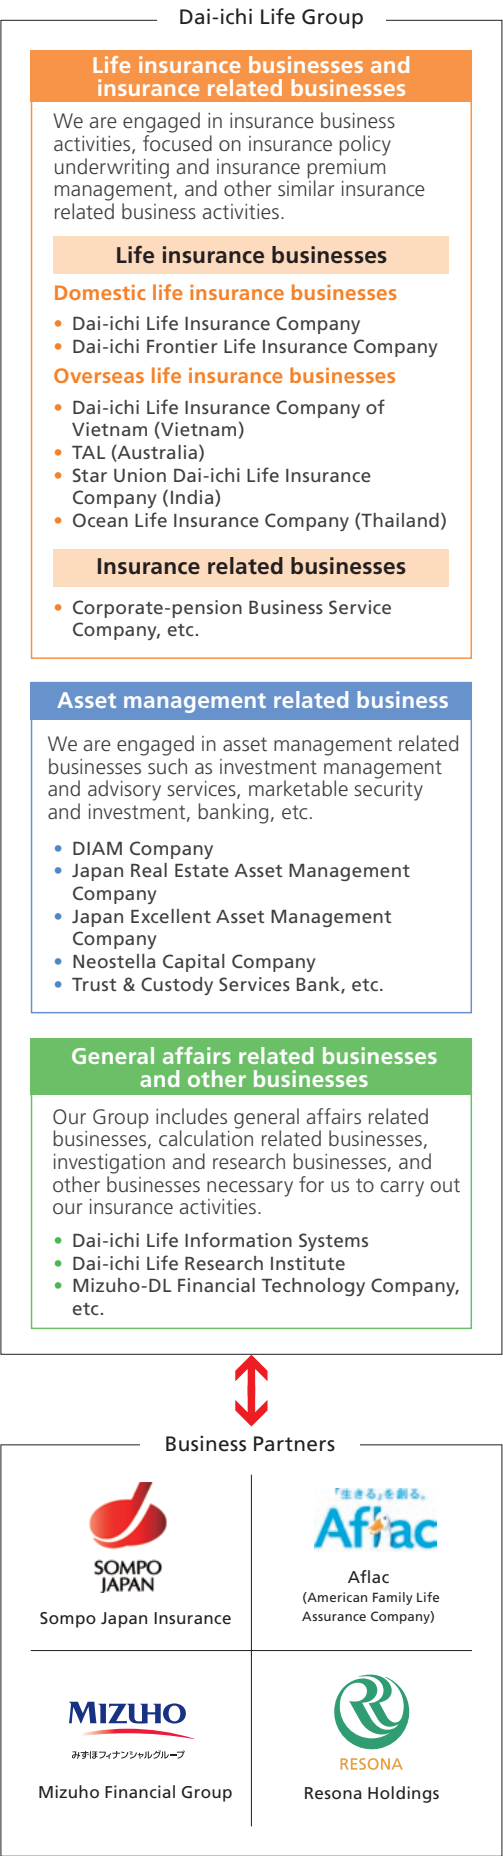 Dai-ichi Life Group
Life insurance businesses and
insurance related businesses
We are engaged in insurance business
activities, focused on insurance policy
underwriting and insurance premium
management, and other similar insurance
related business activities.
Life insurance businesses
Domestic life insurance businesses
• Dai-ichi Life Insurance Company
• Dai-ichi Frontier Life Insurance Company
Overseas life insurance businesses
• Dai-ichi Life Insurance Company of
Vietnam (Vietnam)
• TAL (Australia)
• Star Union Dai-ichi Life Insurance
Company (India)
• Ocean Life Insurance Company (Thailand)
Insurance related businesses
• Corporate-pension Business Service
Company, etc.
Asset management related business
We are engaged in asset management related
businesses such as investment management
and advisory services, marketable security
and investment, banking, etc.
• DIAM Company
• Japan Real Estate Asset Management
Company
• Japan Excellent Asset Management
Company
• Neostella Capital Company
• Trust & Custody Services Bank, etc.
General affairs related businesses
and other businesses
Our Group includes general affairs related
businesses, calculation related businesses,
investigation and research businesses, and
other businesses necessary for us to carry out
our insurance activities.
• Dai-ichi Life Information Systems
• Dai-ichi Life Research Institute
• Mizuho-DL Financial Technology Company,
etc.
Business Partners
SOMPO
JAPAN
Sompo Japan Insurance
「生きる」を創る。
Aflac
Aflac
(American Family Life
Assurance Company)
MIZUHO
みずほフィナンシャルグループ
Mizuho Financial Group
RESONA
Resona Holdings